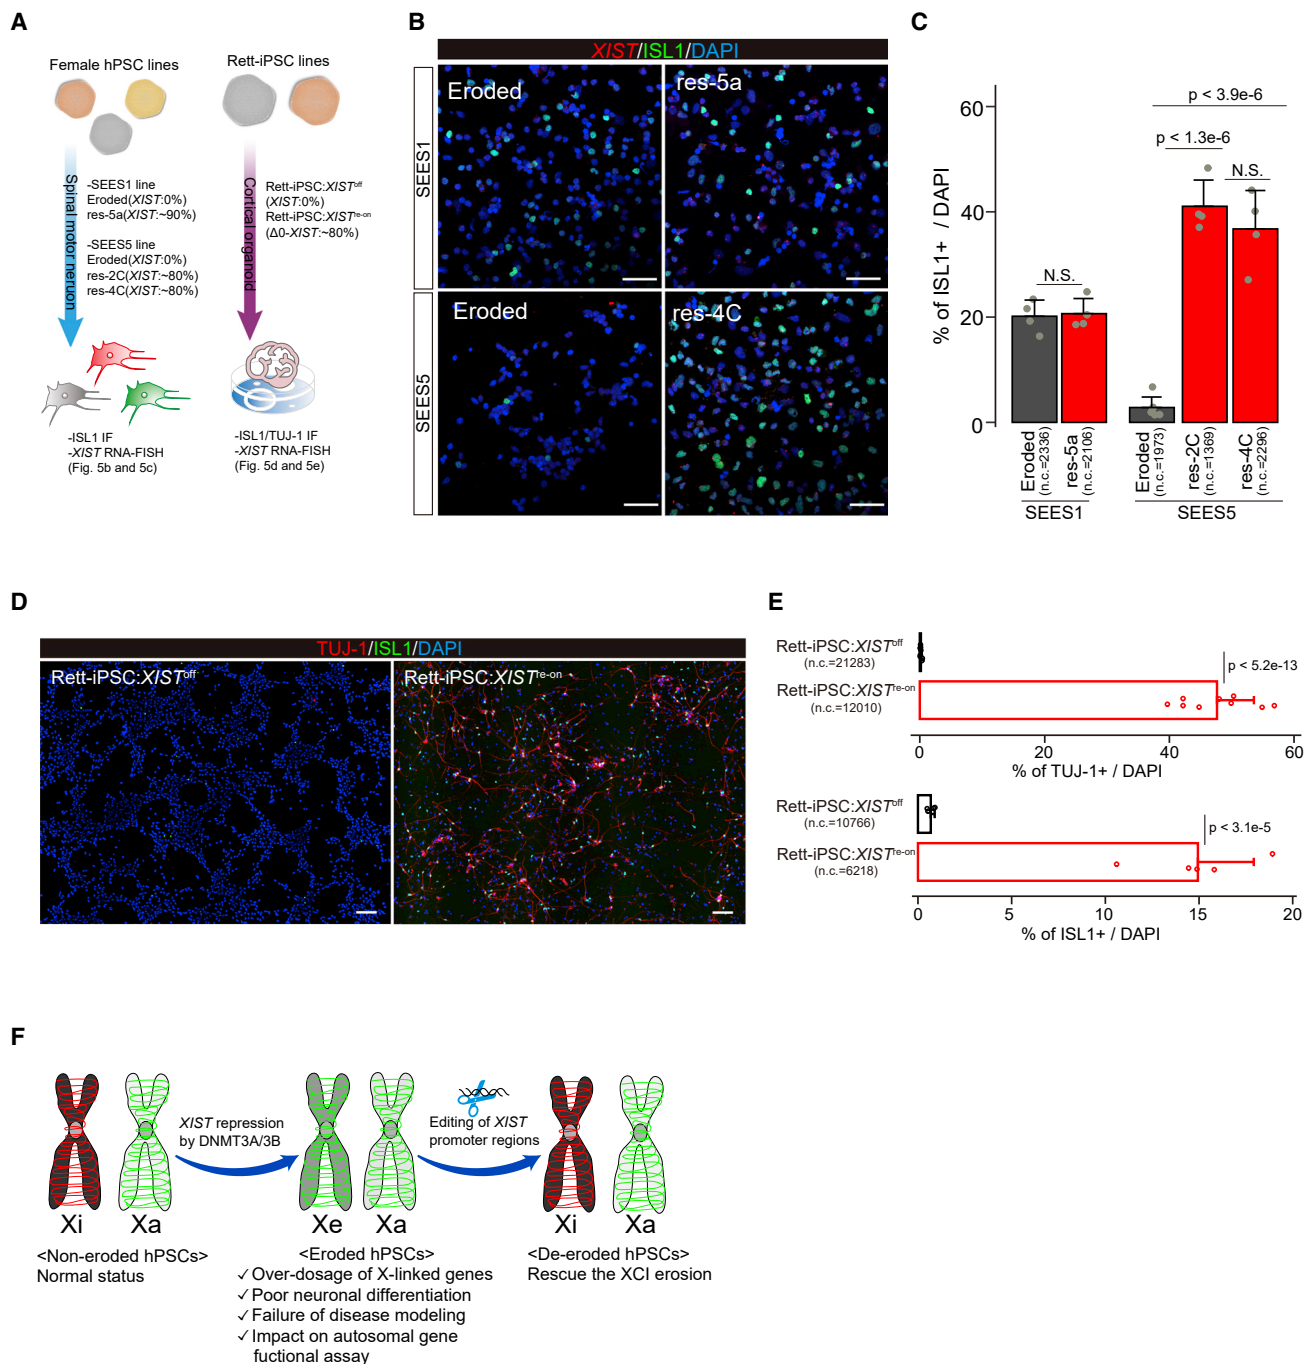 A
Female hPSC lines
Rett-iPSC lines
Spinal motor neruon
-SEES1 line
Eroded(XIST:0%)
res-5a(XIST:~90%)
-SEES5 line
Eroded(XIST:0%)
res-2C(XIST:~80%)
res-4C(XIST:~80%)
Cortical organoid
Rett-iPSC:XISToff
(XIST:0%)
Rett-iPSC:XISTre-on
(Δ0-XIST:~80%)
-ISL1 IF
-XIST RNA-FISH
(Fig. 5b and 5c)
-ISL1/TUJ-1 IF
-XIST RNA-FISH
(Fig. 5d and 5e)
B
XIST/ISL1/DAPI
SEES1
Eroded
res-5a
SEES5
Eroded
res-4C
C
% of ISL1+ / DAPI
60
40
20
0
p < 3.9e-6
p < 1.3e-6
N.S.
N.S.
Eroded
(n.c.=2336)
res-5a
(n.c.=2106)
Eroded
(n.c.=1973)
res-2C
(n.c.=1369)
res-4C
(n.c.=2296)
SEES1
SEES5
D
TUJ-1/ISL1/DAPI
Rett-iPSC:XISToff
Rett-iPSC:XISTre-on
E
Rett-iPSC:XISToff
(n.c.=21283)
p < 5.2e-13
Rett-iPSC:XISTre-on
(n.c.=12010)
0 20 40 60
% of TUJ-1+ / DAPI
Rett-iPSC:XISToff
(n.c.=10766)
p < 3.1e-5
Rett-iPSC:XISTre-on
(n.c.=6218)
0 5 10 15 20
% of ISL1+ / DAPI
F
XIST repression
by DNMT3A/3B
Editing of XIST
promoter regions
Xi Xa
Xe Xa
Xi Xa
<Non-eroded hPSCs>
Normal status
<Eroded hPSCs>
✓Over-dosage of X-linked genes
✓Poor neuronal differentiation
✓Failure of disease modeling
✓Impact on autosomal gene
fuctional assay
<De-eroded hPSCs>
Rescue the XCI erosion